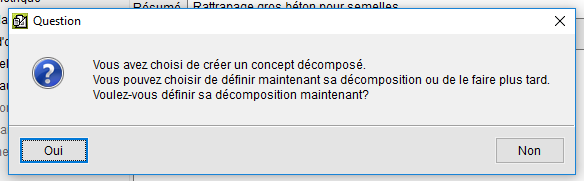 Résumé Rattrapage gros béton pour semelles
Question
Vous avez choisi de créer un concept décomposé.
Vous pouvez choisir de définir maintenant sa décomposition ou de le faire plus tard.
Voulez-vous définir sa décomposition maintenant?
Oui Non